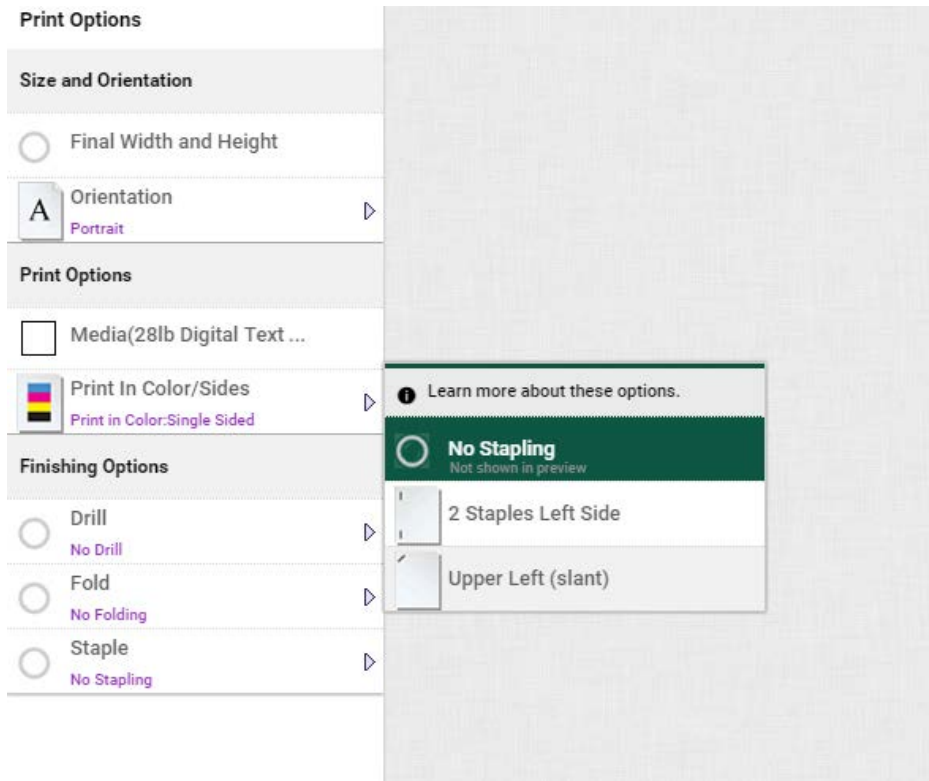 Print Options
Size and Orientation
Final Width and Height
A
Orientation
Portrait
Print Options
Media(28lb Digital Text ...
Print In Color/Sides
Print in Color:Single Sided
Finishing Options
Drill
No Drill
Fold
No Folding
Staple
No Stapling
Learn more about these options.
No Stapling
Not shown in preview
2 Staples Left Side
Upper Left (slant)